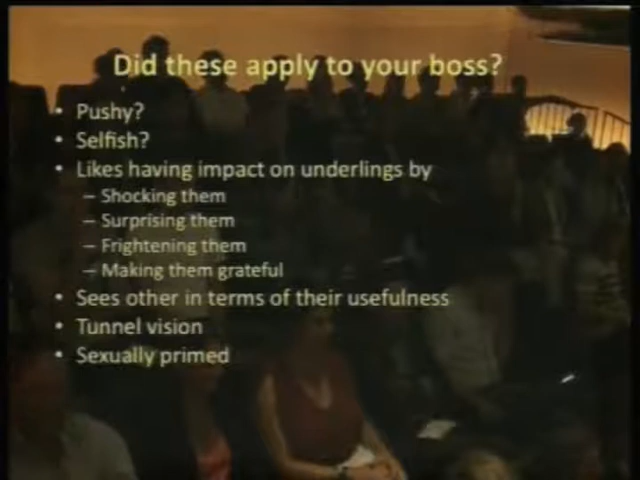 Did these apply to your boss?
• Pushy?
• Selfish?
• Likes having impact on underlings by
– Shocking them
– Surprising them
– Frightening them
– Making them grateful
• Sees other in terms of their usefulness
• Tunnel vision
• Sexually primed